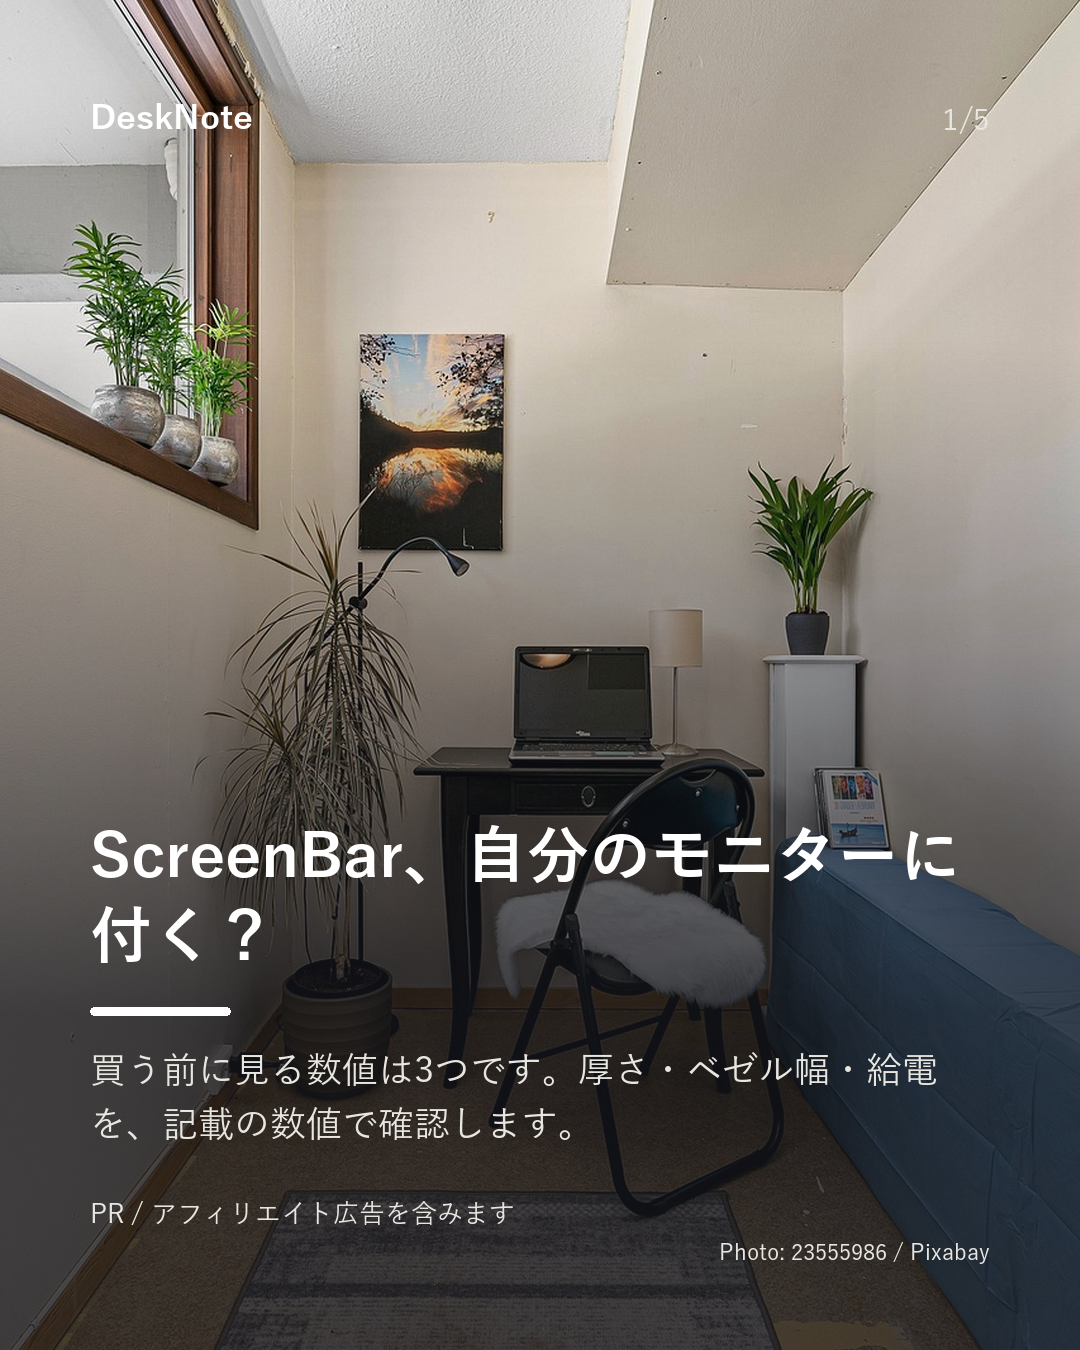 DeskNote
1/5
ScreenBar、自分のモニターに
付く？
買う前に見る数値は3つです。厚さ・ベゼル幅・給電
を、記載の数値で確認します。
PR / アフィリエイト広告を含みます
Photo: 23555986 / Pixabay